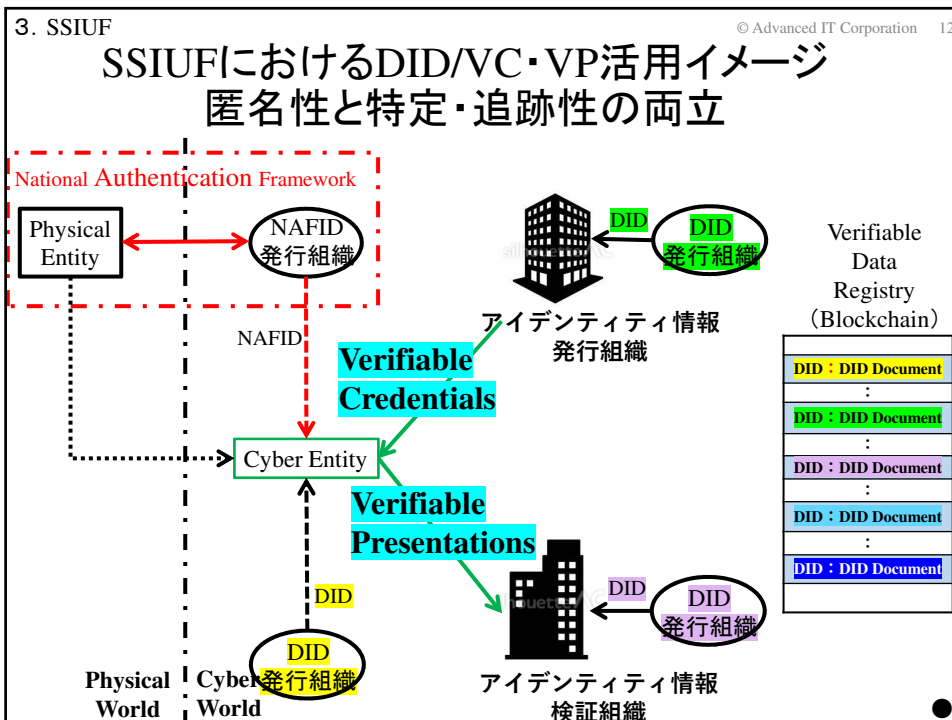 3. SSIUF
© Advanced IT Corporation 12
SSIUFにおけるDID/VC・VP活用イメージ
匿名性と特定・追跡性の両立
National Authentication Framework
Physical
Entity
NAFID
発行組織
NAFID
DID
DID
発行組織
アイデンティティ情報
発行組織
Verifiable
Credentials
Cyber Entity
Verifiable
Presentations
DID
DID
発行組織
DID
DID
発行組織
アイデンティティ情報
検証組織
Physical
World
Cyber
World
Verifiable
Data
Registry
(Blockchain)
DID:DID Document
:
DID:DID Document
:
DID:DID Document
:
DID:DID Document
:
DID:DID Document